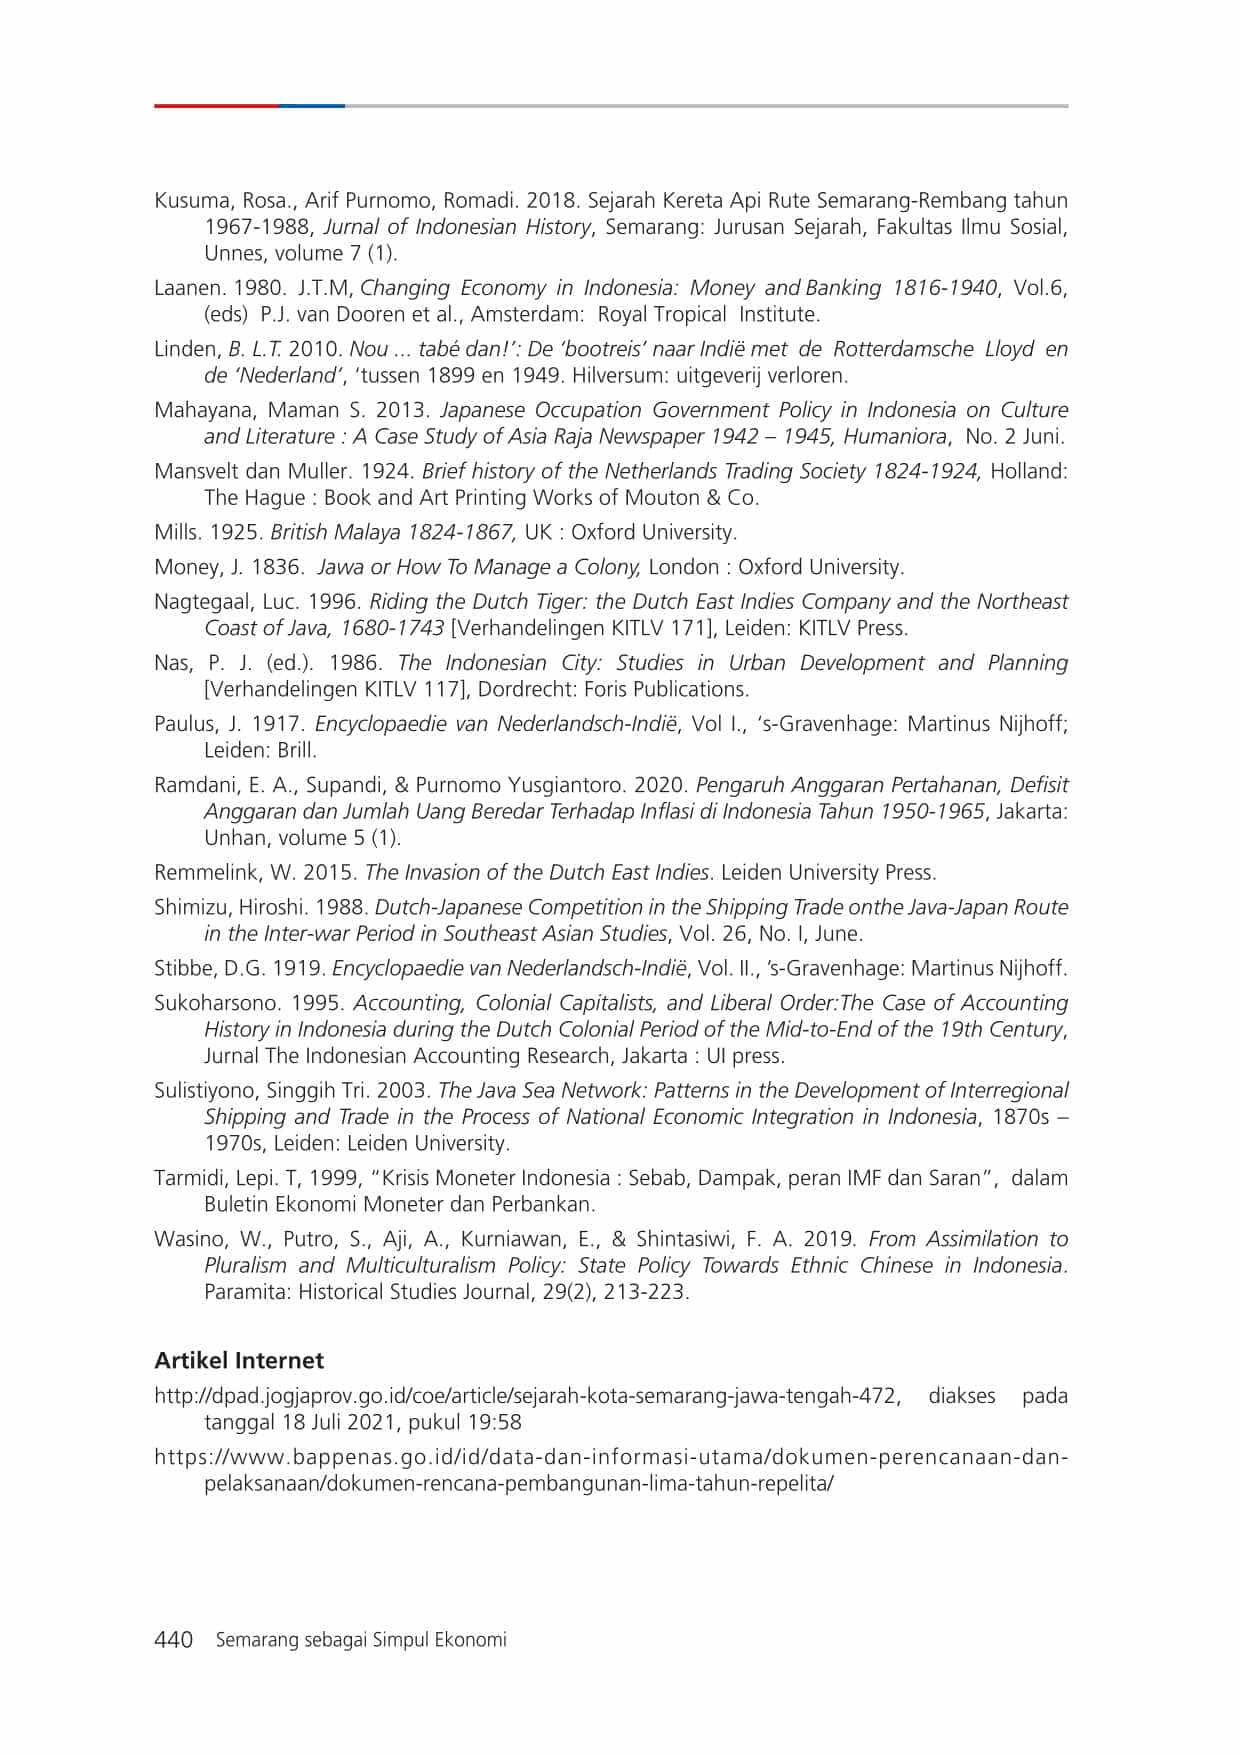 Kusuma, Rosa., Arif Purnomo, Romadi. 2018. Sejarah Kereta Api Rute Semarang-Rembang tahun
1967-1988, Jurnal of Indonesian History, Semarang: Jurusan Sejarah, Fakultas Ilmu Sosial,
Unnes, volume 7 (1).
Laanen. 1980. J.T.M, Changing Economy in Indonesia: Money and Banking 1816-1940, Vol.6,
(eds) P.J. van Dooren et al., Amsterdam: Royal Tropical Institute.
Linden, B. L.T. 2010. Nou ... tabé dan!’: De ‘bootreis’ naar Indië met de Rotterdamsche Lloyd en
de ‘Nederland’, ‘tussen 1899 en 1949. Hilversum: uitgeverij verloren.
Mahayana, Maman S. 2013. Japanese Occupation Government Policy in Indonesia on Culture
and Literature : A Case Study of Asia Raja Newspaper 1942 – 1945, Humaniora, No. 2 Juni.
Mansvelt dan Muller. 1924. Brief history of the Netherlands Trading Society 1824-1924, Holland:
The Hague : Book and Art Printing Works of Mouton & Co.
Mills. 1925. British Malaya 1824-1867, UK : Oxford University.
Money, J. 1836. Jawa or How To Manage a Colony, London : Oxford University.
Nagtegaal, Luc. 1996. Riding the Dutch Tiger: the Dutch East Indies Company and the Northeast
Coast of Java, 1680-1743 [Verhandelingen KITLV 171], Leiden: KITLV Press.
Nas, P. J. (ed.). 1986. The Indonesian City: Studies in Urban Development and Planning
[Verhandelingen KITLV 117], Dordrecht: Foris Publications.
Paulus, J. 1917. Encyclopaedie van Nederlandsch-Indië, Vol I., ‘s-Gravenhage: Martinus Nijhoff;
Leiden: Brill.
Ramdani, E. A., Supandi, & Purnomo Yusgiantoro. 2020. Pengaruh Anggaran Pertahanan, Defisit
Anggaran dan Jumlah Uang Beredar Terhadap Inflasi di Indonesia Tahun 1950-1965, Jakarta:
Unhan, volume 5 (1).
Remmelink, W. 2015. The Invasion of the Dutch East Indies. Leiden University Press.
Shimizu, Hiroshi. 1988. Dutch-Japanese Competition in the Shipping Trade onthe Java-Japan Route
in the Inter-war Period in Southeast Asian Studies, Vol. 26, No. I, June.
Stibbe, D.G. 1919. Encyclopaedie van Nederlandsch-Indië, Vol. II., ’s-Gravenhage: Martinus Nijhoff.
Sukoharsono. 1995. Accounting, Colonial Capitalists, and Liberal Order:The Case of Accounting
History in Indonesia during the Dutch Colonial Period of the Mid-to-End of the 19th Century,
Jurnal The Indonesian Accounting Research, Jakarta : UI press.
Sulistiyono, Singgih Tri. 2003. The Java Sea Network: Patterns in the Development of Interregional
Shipping and Trade in the Process of National Economic Integration in Indonesia, 1870s –
1970s, Leiden: Leiden University.
Tarmidi, Lepi. T, 1999, “Krisis Moneter Indonesia : Sebab, Dampak, peran IMF dan Saran”, dalam
Buletin Ekonomi Moneter dan Perbankan.
Wasino, W., Putro, S., Aji, A., Kurniawan, E., & Shintasiwi, F. A. 2019. From Assimilation to
Pluralism and Multiculturalism Policy: State Policy Towards Ethnic Chinese in Indonesia.
Paramita: Historical Studies Journal, 29(2), 213-223.
Artikel Internet
http://dpad.jogjaprov.go.id/coe/article/sejarah-kota-semarang-jawa-tengah-472, diakses pada
tanggal 18 Juli 2021, pukul 19:58
https://www.bappenas.go.id/id/data-dan-informasi-utama/dokumen-perencanaan-dan-
pelaksanaan/dokumen-rencana-pembangunan-lima-tahun-repelita/
440 Semarang sebagai Simpul Ekonomi